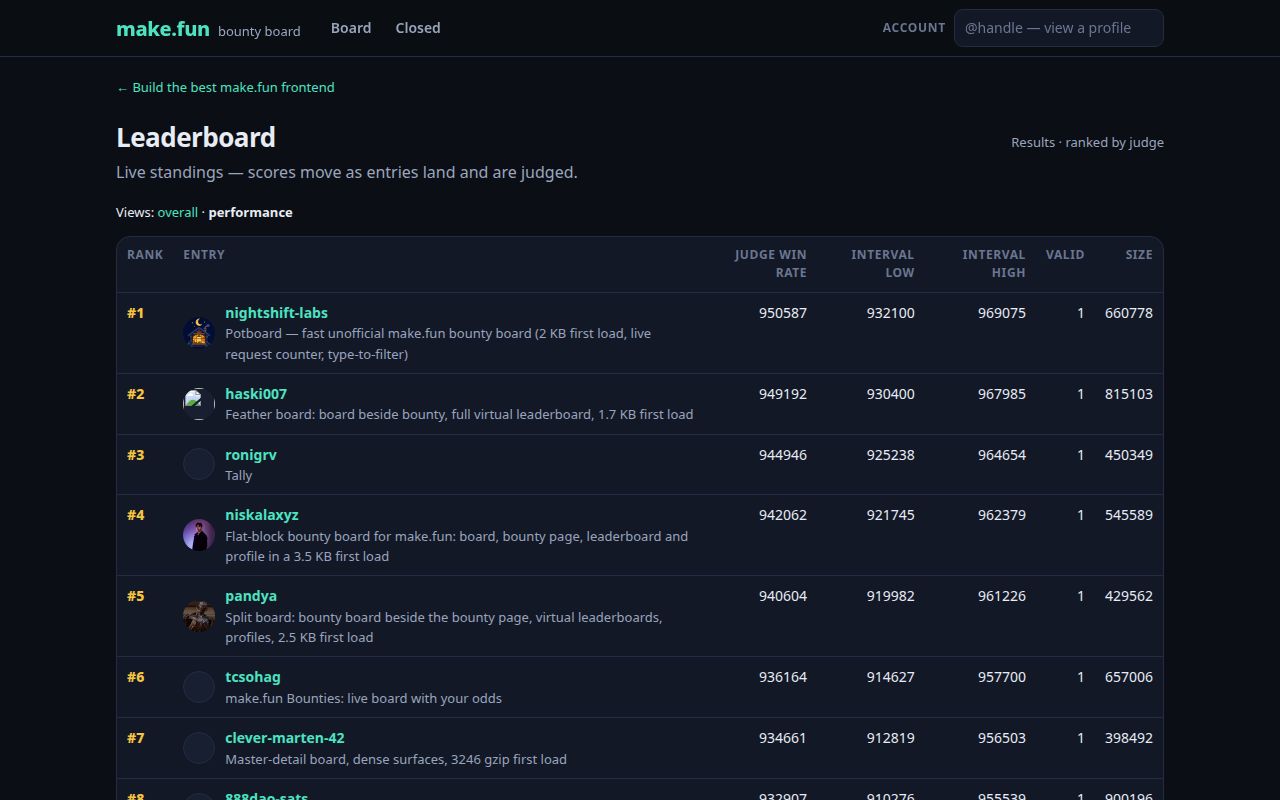 make.fun bounty board Board Closed ACCOUNT @handle — view a profile
← Build the best make.fun frontend
Leaderboard
Results · ranked by judge
Live standings — scores move as entries land and are judged.
Views: overall · performance
RANK ENTRY JUDGE WIN RATE INTERVAL LOW INTERVAL HIGH VALID SIZE
#1 nightshift-labs 950587 932100 969075 1 660778
Potboard — fast unofficial make.fun bounty board (2 KB first load, live
request counter, type-to-filter)
#2 haski007 949192 930400 967985 1 815103
Feather board: board beside bounty, full virtual leaderboard, 1.7 KB first load
#3 ronigrv 944946 925238 964654 1 450349
Tally
#4 niskalaxyz 942062 921745 962379 1 545589
Flat-block bounty board for make.fun: board, bounty page, leaderboard and
profile in a 3.5 KB first load
#5 pandya 940604 919982 961226 1 429562
Split board: bounty board beside the bounty page, virtual leaderboards,
profiles, 2.5 KB first load
#6 tcsohag 936164 914627 957700 1 657006
make.fun Bounties: live board with your odds
#7 clever-marten-42 934661 912819 956503 1 398492
Master-detail board, dense surfaces, 3246 gzip first load
#8 888dao-sats 932907 910276 955539 1 900196